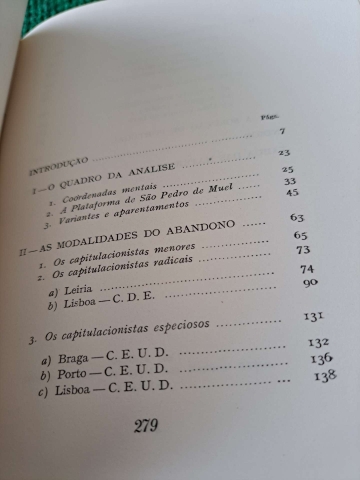 Págs.
INTRODUÇÃO ........................ 7
I — O QUADRO DA ANÁLISE .................. 23
1. Coordenadas mentais .................. 25
2. A Plataforma de São Pedro de Muel ...... 33
3. Variantes e aparentamentos ............ 45
II — AS MODALIDADES DO ABANDONO ......... 63
1. Os capitulacionistas menores ............ 65
2. Os capitulacionistas radicais ............ 73
a) Leiria ........................ 74
b) Lisboa — C. D. E. .................. 90
3. Os capitulacionistas especiosos ............ 131
a) Braga — C. E. U. D. .................. 132
b) Porto — C. E. U. D. .................. 136
c) Lisboa — C. E. U. D. .................. 138
279